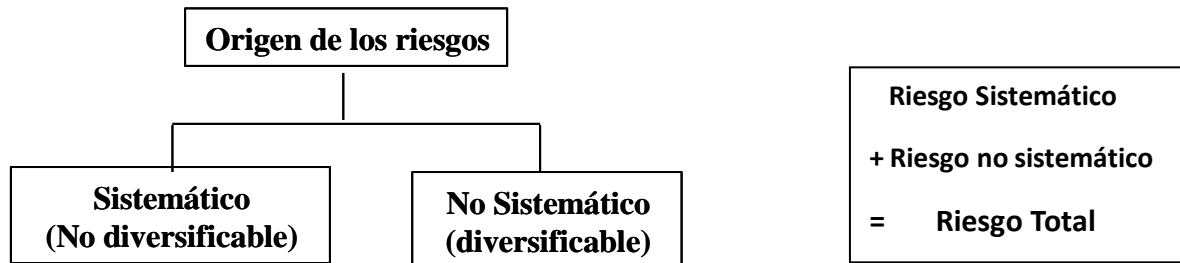 Origen de los riesgos
Sistemático
(No diversificable)
No Sistemático
(diversificable)
Riesgo Sistemático
+ Riesgo no sistemático
= Riesgo Total